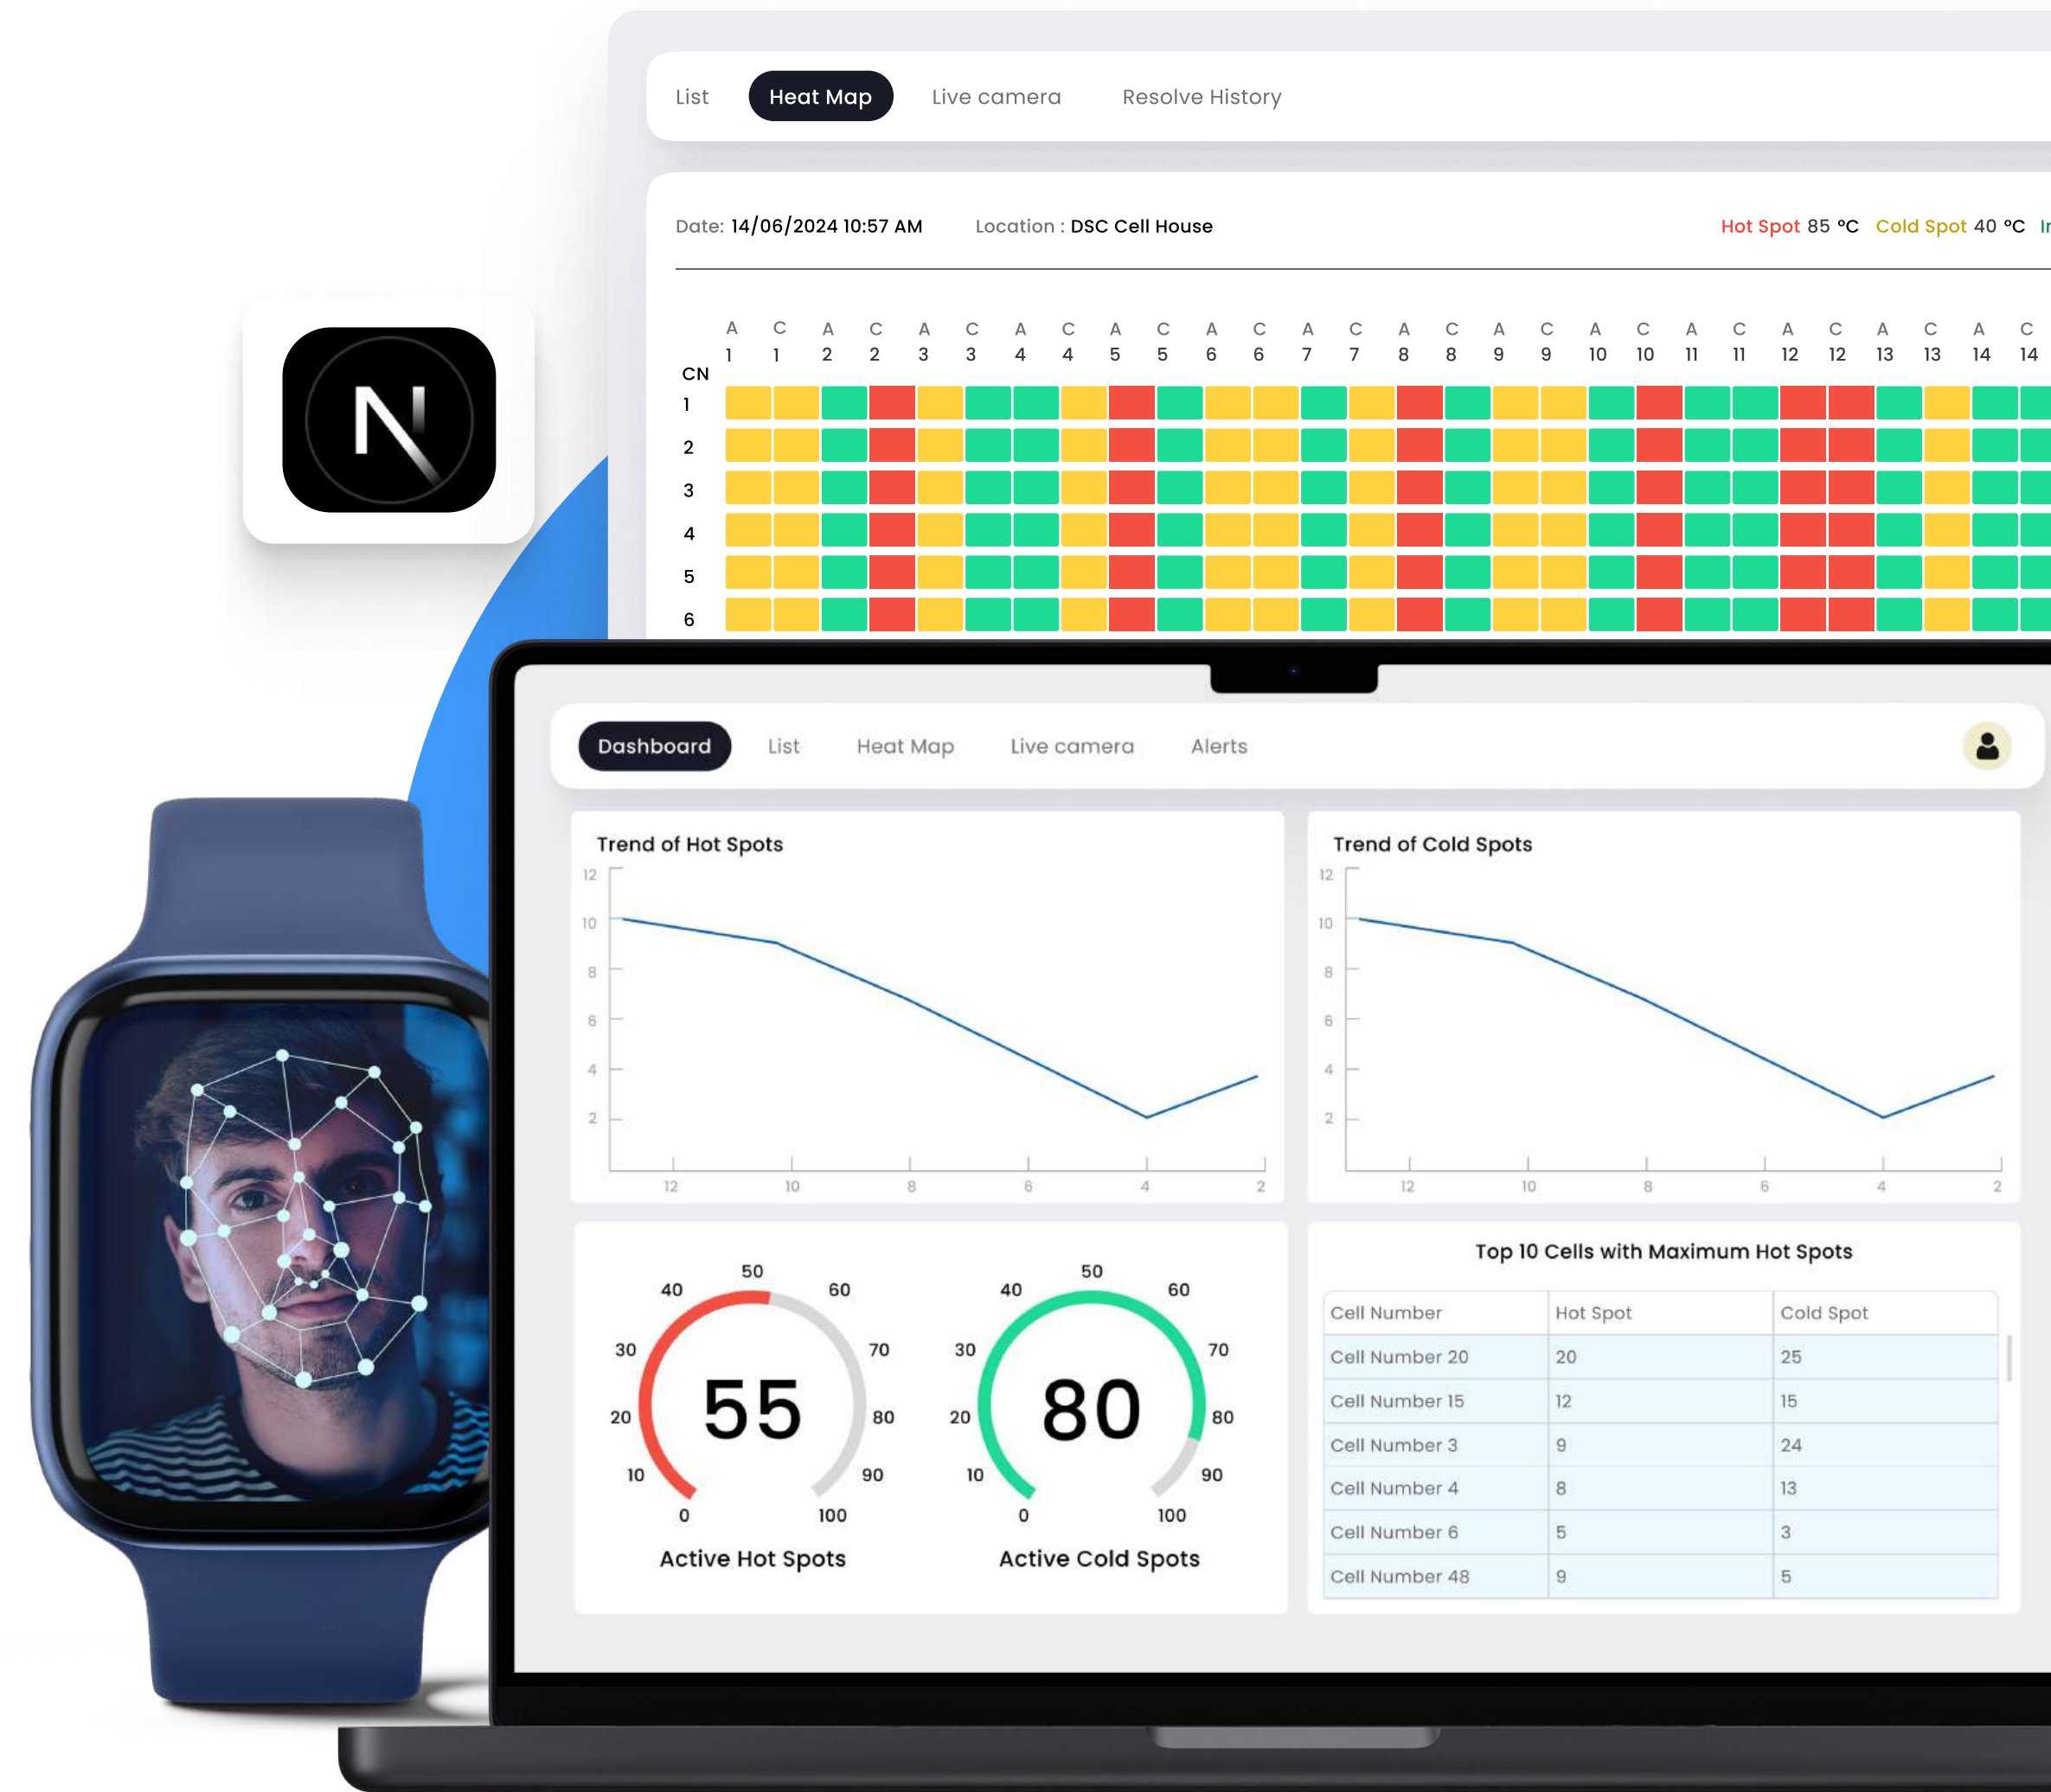 List Heat Map Live camera Resolve History
Date: 14/06/2024 10:57 AM Location : DSC Cell House Hot Spot 85 °C Cold Spot 40 °C
A C A C A C A C A C A C A C A C A C A C A C A C A C A C
1 1 2 2 3 3 4 4 5 5 6 6 7 7 8 8 9 9 10 10 11 11 12 12 13 13 14 14
CN
1
2
3
4
5
6
N
Dashboard List Heat Map Live camera Alerts
Trend of Hot Spots
12
10
8
6
4
2
12 10 8 6 4 2
Trend of Cold Spots
12
10
8
6
4
2
12 10 8 6 4 2
50
40 60
30 70
55
20 80
10 90
0 100
Active Hot Spots
50
40 60
30 70
80
20 80
10 90
0 100
Active Cold Spots
Top 10 Cells with Maximum Hot Spots
Cell Number Hot Spot Cold Spot
Cell Number 20 20 25
Cell Number 15 12 15
Cell Number 3 9 24
Cell Number 4 8 13
Cell Number 6 5 3
Cell Number 48 9 5